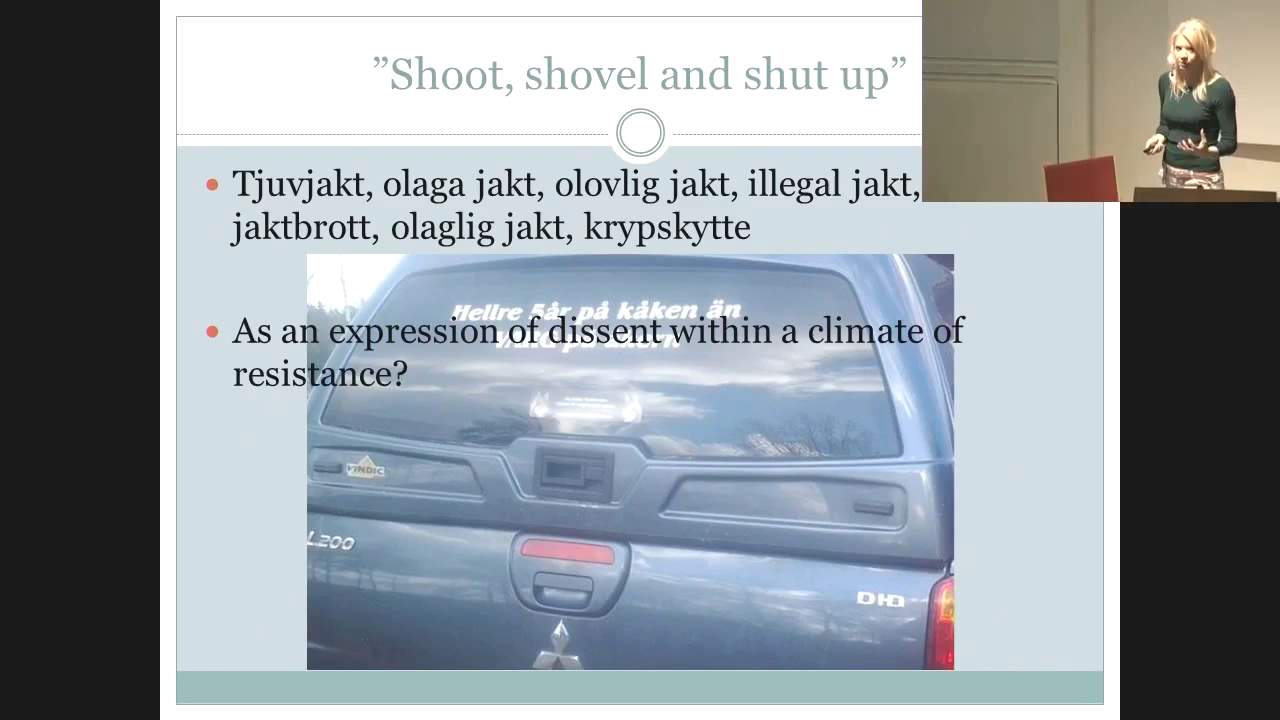 ”Shoot, shovel and shut up”
Tjuvjakt, olaga jakt, olovlig jakt, illegal jakt,
jaktbrott, olaglig jakt, krypskytte
Hellre 5år på kåken än
As an expression of dissent within a climate of
resistance?
VINDIC
L200
DHD